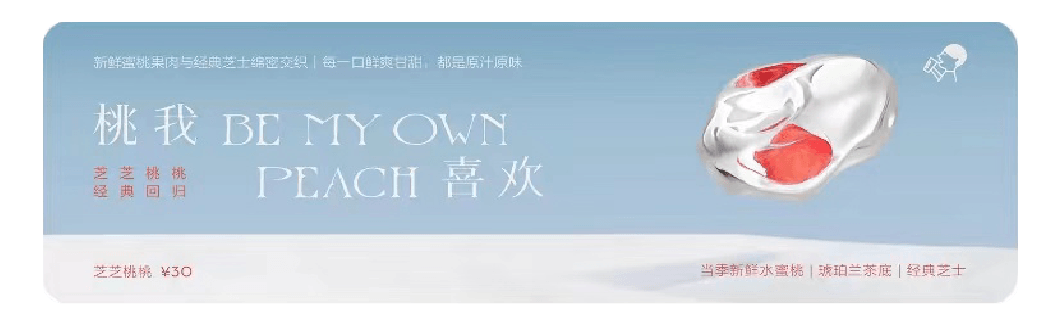 新鲜蜜桃果肉与经典芝士绵密交织｜每一口鲜爽甘甜，都是原汁原味
桃我 BE MY OWN
PEACH 喜欢
芝芝桃桃
经典回归
芝芝桃桃 ¥30
当季新鲜水蜜桃｜琥珀兰茶底｜经典芝士